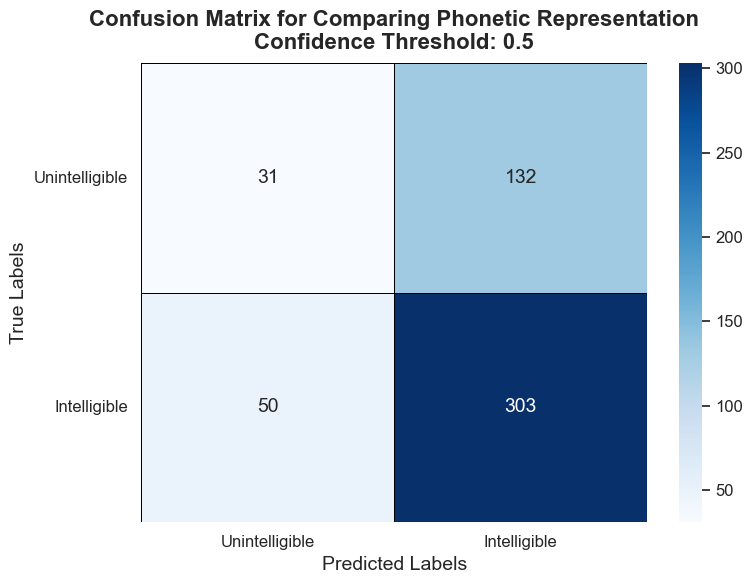 Confusion Matrix for Comparing Phonetic Representation
Confidence Threshold: 0.5
Unintelligible
31
132
Intelligible
50
303
Unintelligible
Intelligible
Predicted Labels
True Labels
300
250
200
150
100
50